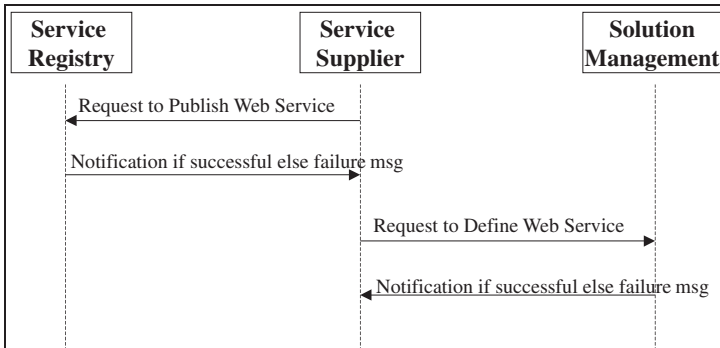 Service
Registry
Service
Supplier
Solution
Management
Request to Publish Web Service
Notification if successful else failure msg
Request to Define Web Service
Notification if successful else failure msg